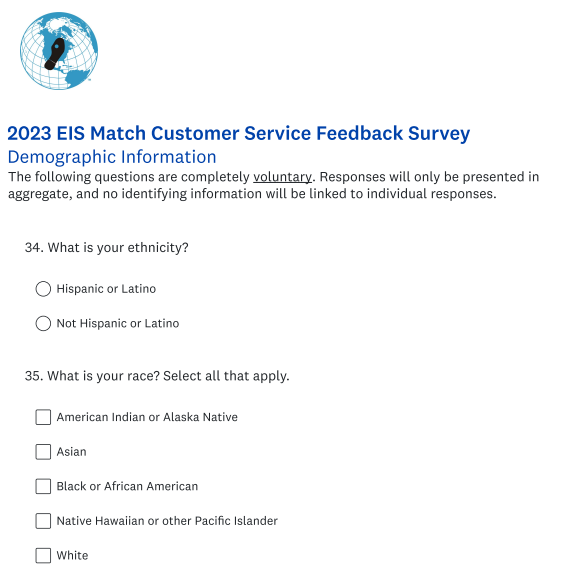 2023 EIS Match Customer Service Feedback Survey
Demographic Information
The following questions are completely voluntary. Responses will only be presented in
aggregate, and no identifying information will be linked to individual responses.
34. What is your ethnicity?
Hispanic or Latino
Not Hispanic or Latino
35. What is your race? Select all that apply.
American Indian or Alaska Native
Asian
Black or African American
Native Hawaiian or other Pacific Islander
White